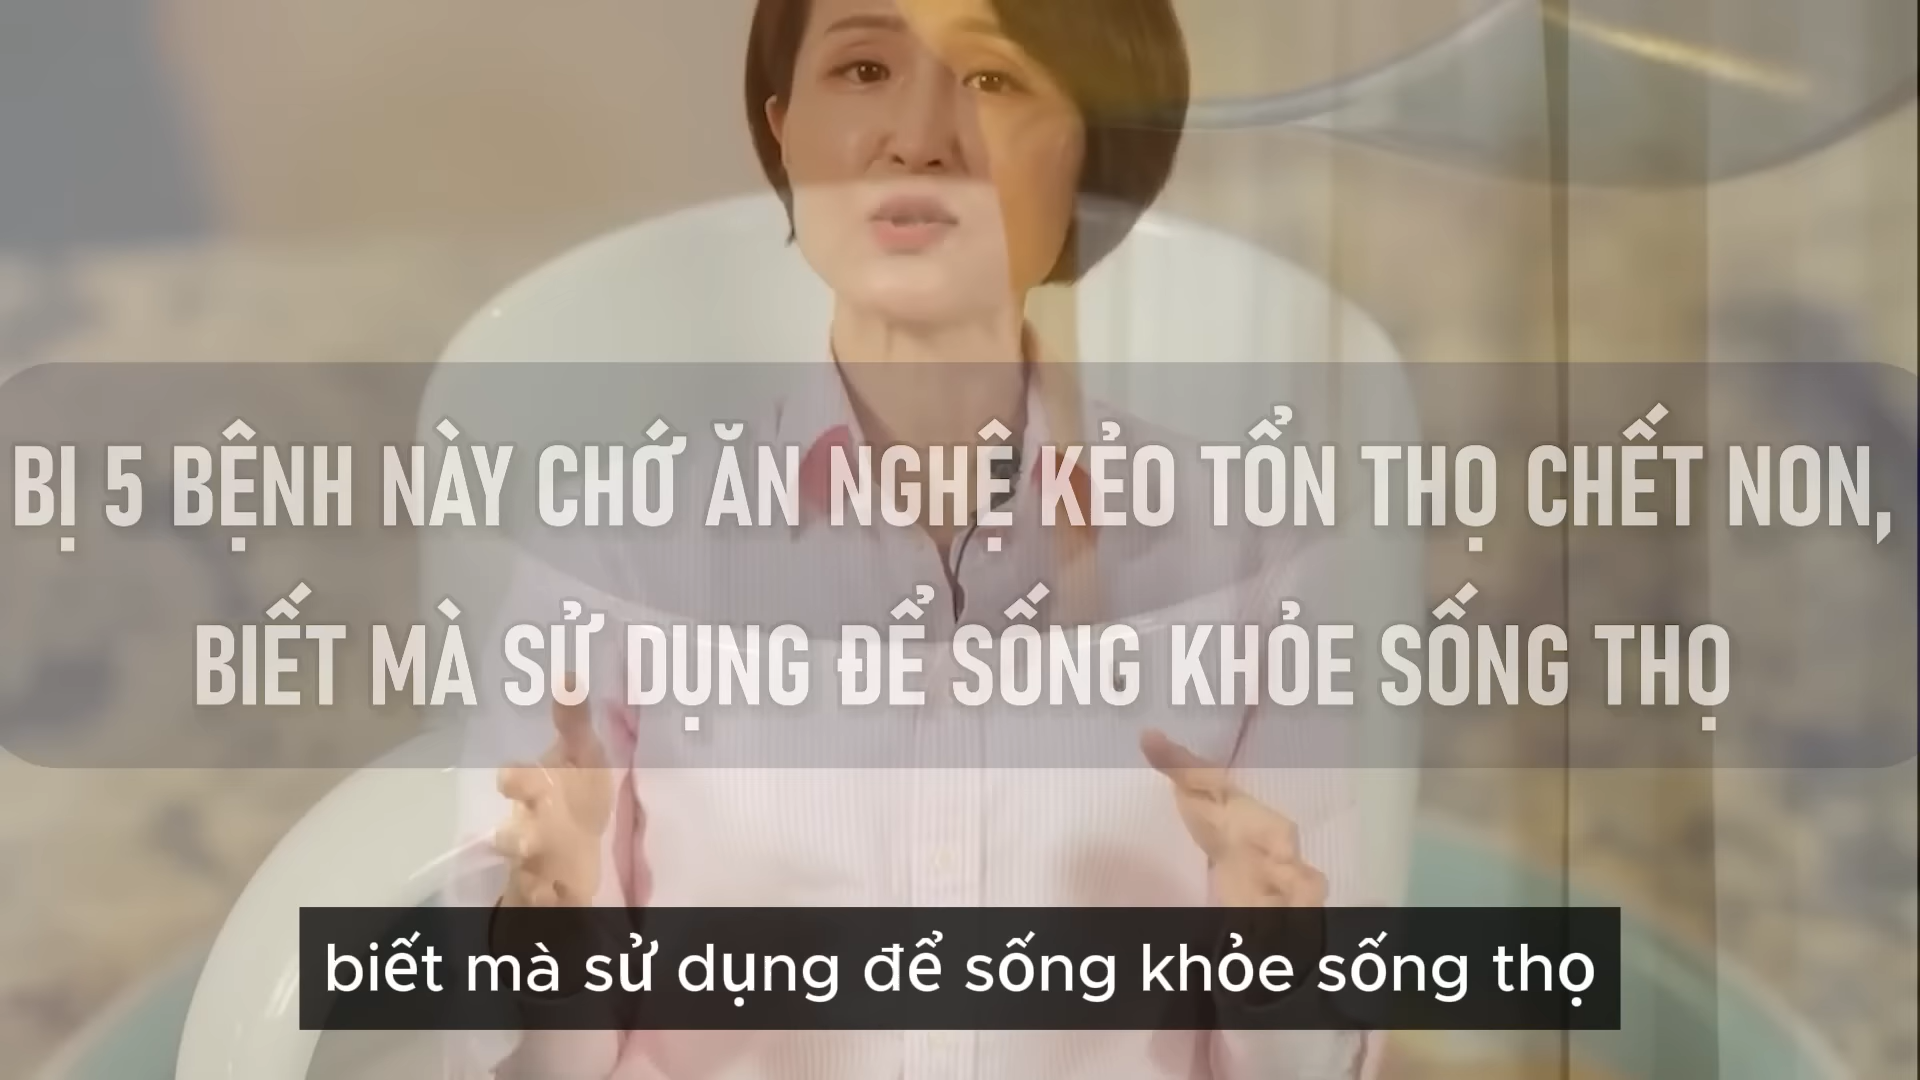 BỊ 5 BỆNH NÀY CHỚ ĂN NGHỆ KẺO TỔN THỌ CHẾT NON,
BIẾT MÀ SỬ DỤNG ĐỂ SỐNG KHỎE SỐNG THỌ
biết mà sử dụng để sống khỏe sống thọ